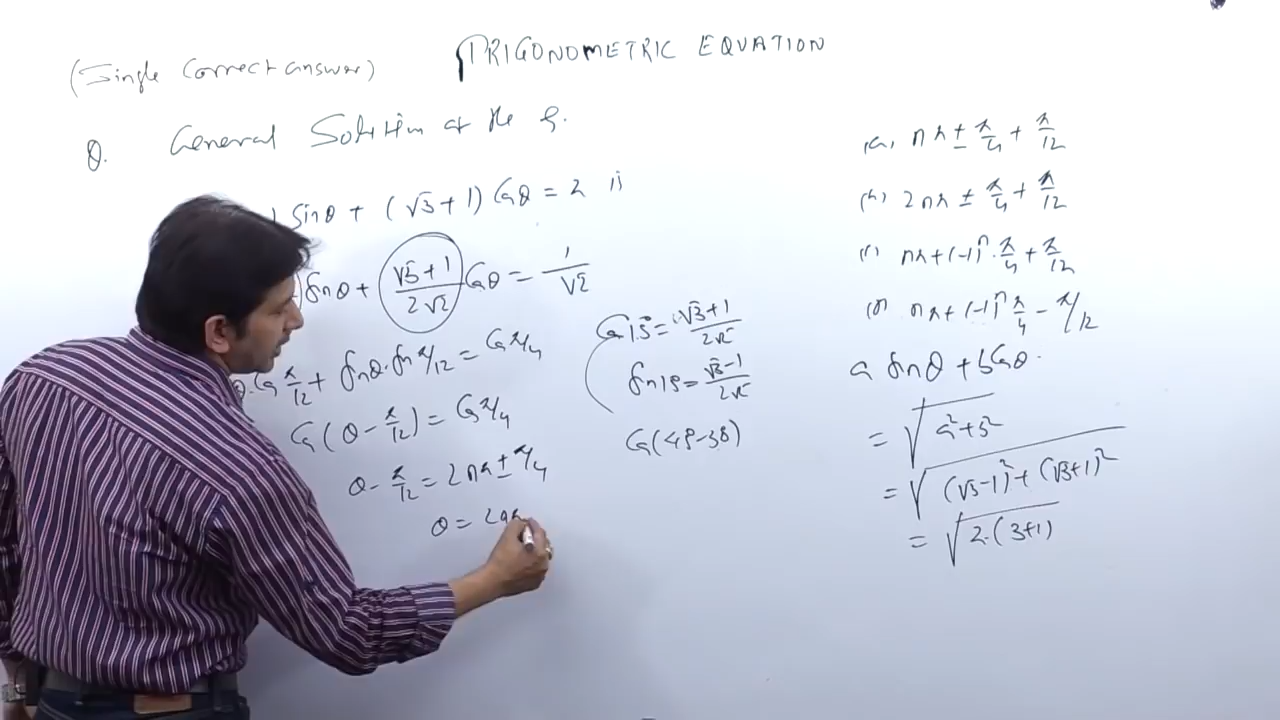 TRIGONOMETRIC EQUATION
(Single Correct answer)
Q. General Solution of the
) sinθ + (√3+1) Cosθ = 2 is
) Sinθ + (√3+1)/(2√2) Cosθ = 1/√2
θ. Cos π/12 + Sinθ. Sin π/12 = Cos π/4
Cos(θ - π/12) = Cos π/4
θ - π/12 = 2nπ ± π/4
θ = 2nπ
Cos15° = (√3+1)/(2√2)
Sin15 = (√3-1)/(2√2)
Cos(45-30)
(a) nπ ± π/4 + π/12
(b) 2nπ ± π/4 + π/12
(c) nπ + (-1)ⁿ. π/4 + π/12
(d) nπ + (-1)ⁿ π/4 - π/12
a Sinθ + b Cosθ.
= √(a²+b²)
= √((√3-1)² + (√3+1)²)
= √(2.(3+1))